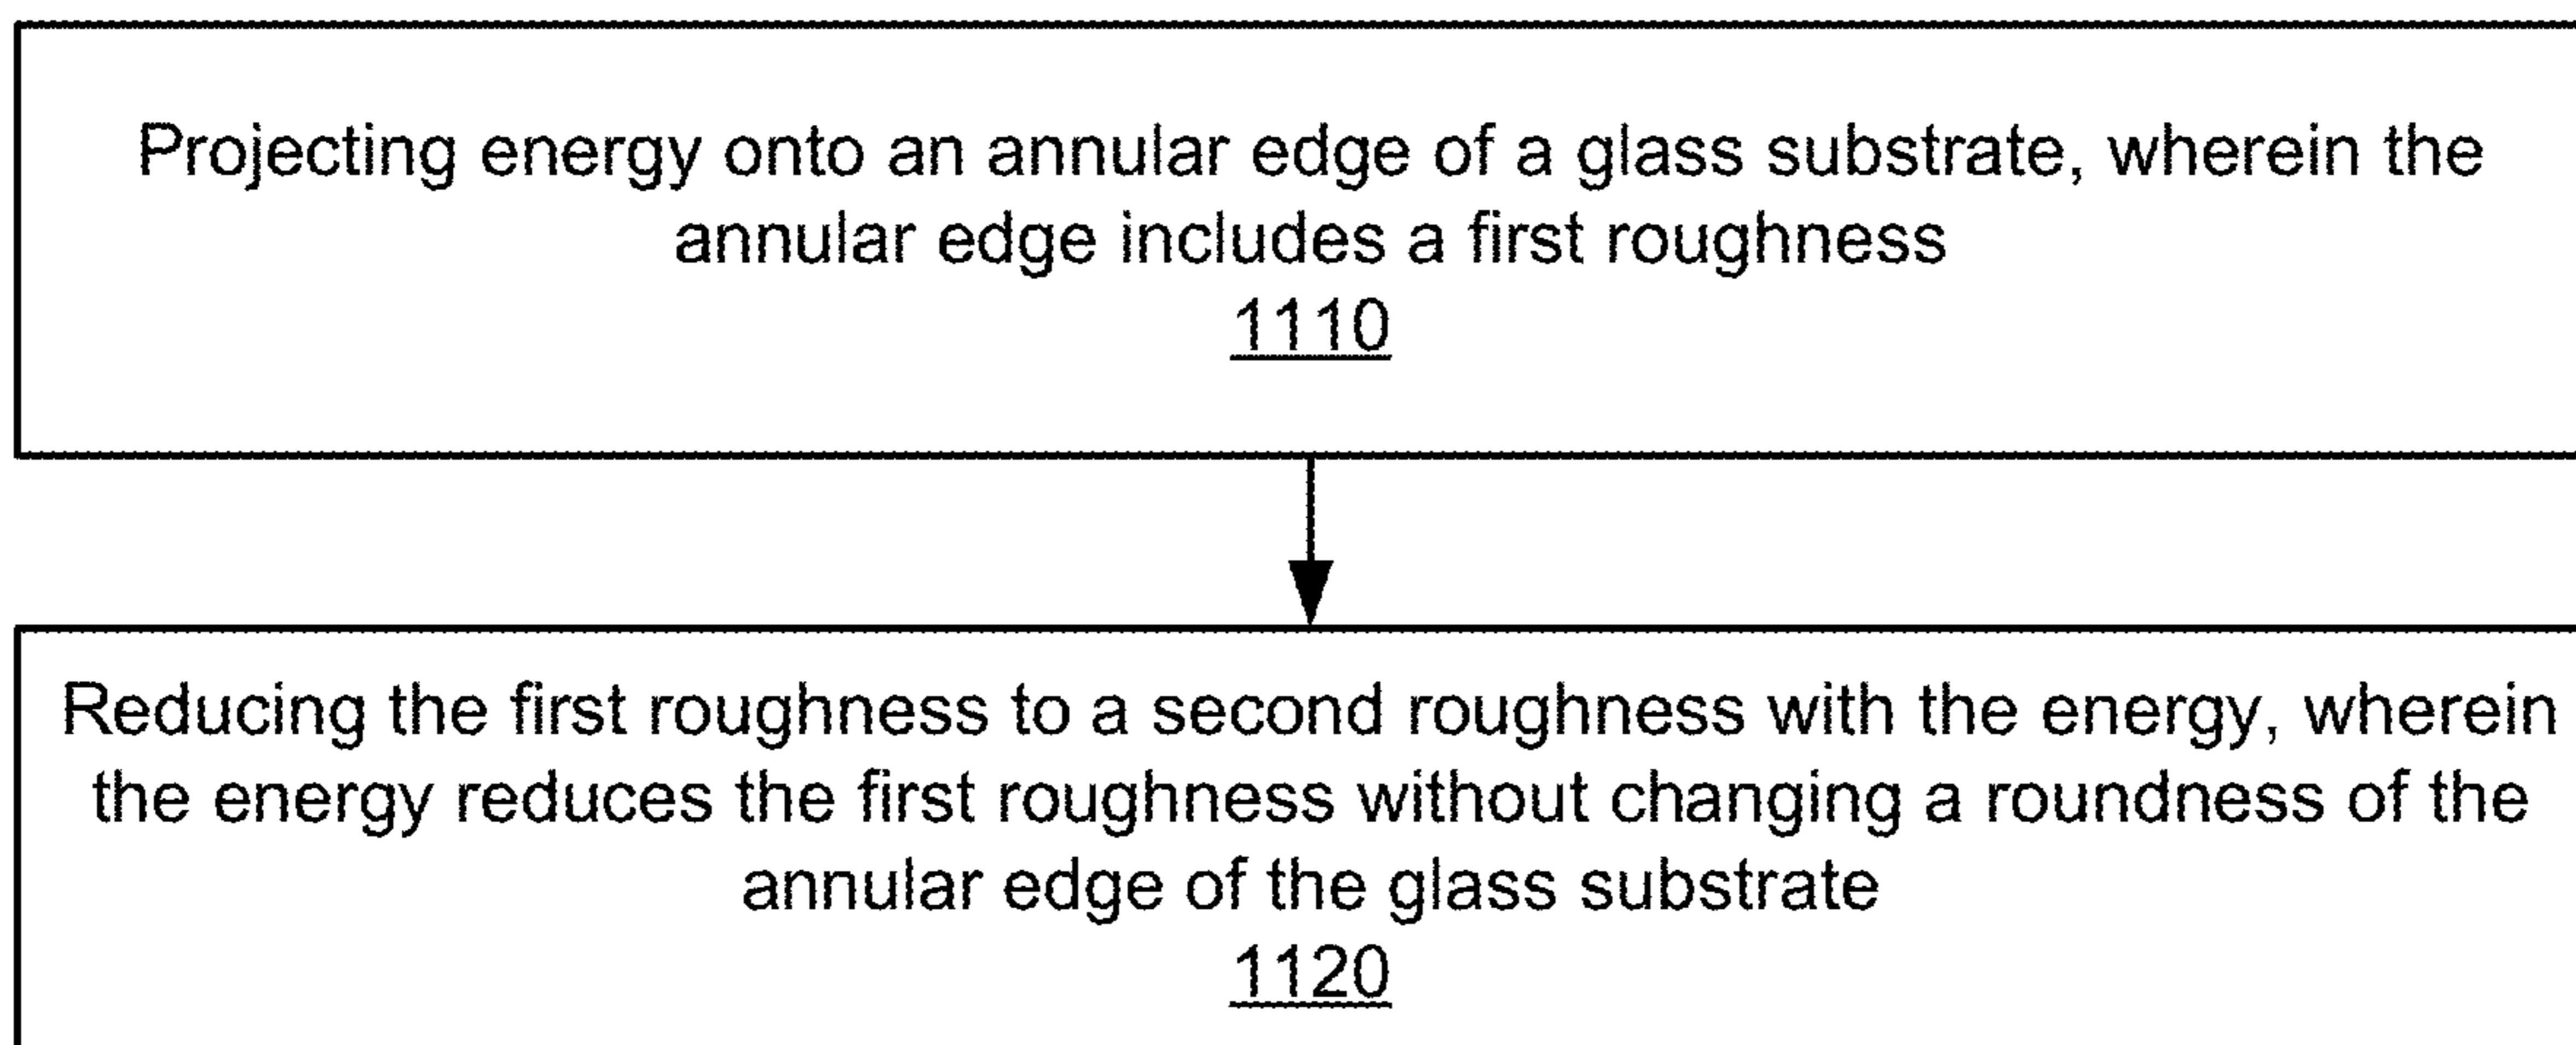 Projecting energy onto an annular edge of a glass substrate, wherein the
annular edge includes a first roughness
1110
Reducing the first roughness to a second roughness with the energy, wherein
the energy reduces the first roughness without changing a roundness of the
annular edge of the glass substrate
1120